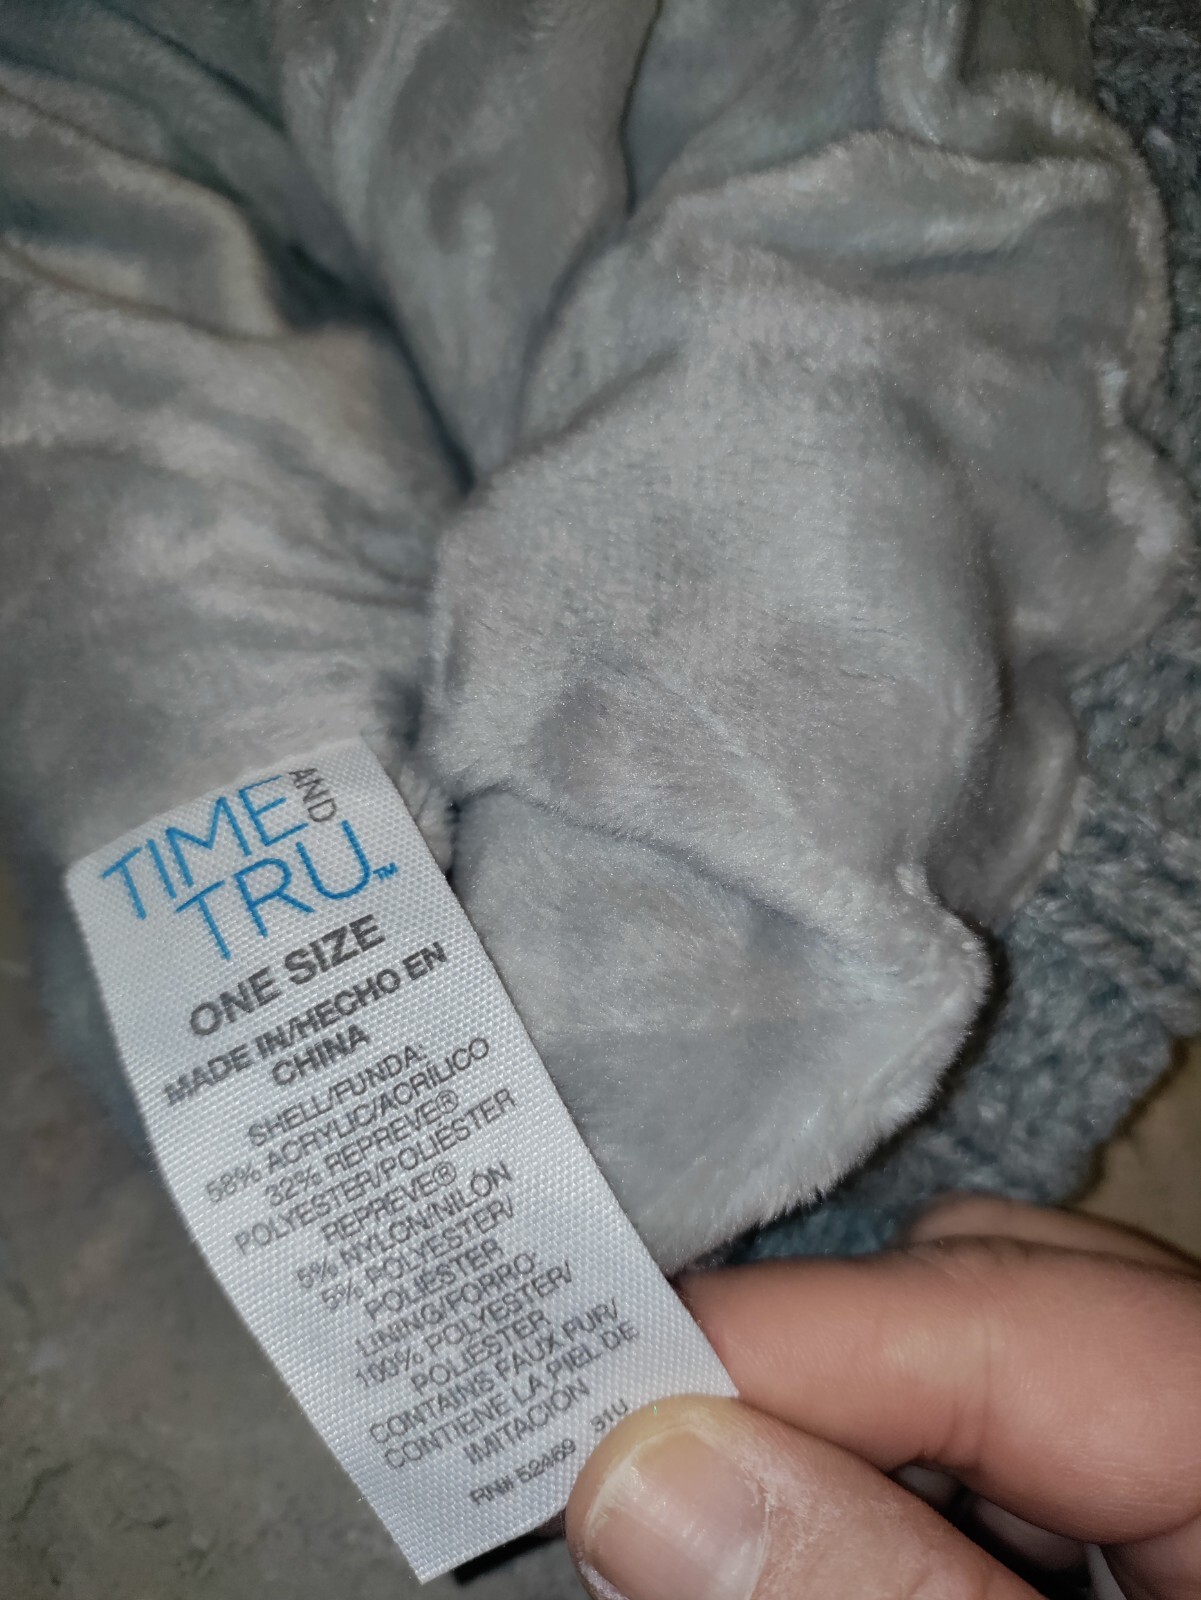 TIME AND
TRU™
ONE SIZE
MADE IN/HECHO EN
CHINA
SHELL/FUNDA:
58% ACRYLIC/ACRÍLICO
32% REPREVE®
POLYESTER/POLIÉSTER
REPREVE®
5% NYLON/NILÓN
5% POLYESTER/
POLIÉSTER
LINING/FORRO:
100% POLYESTER/
POLIÉSTER
CONTAINS FAUX FUR/
CONTIENE LA PIEL DE
IMITACIÓN
RN# 52469 31U